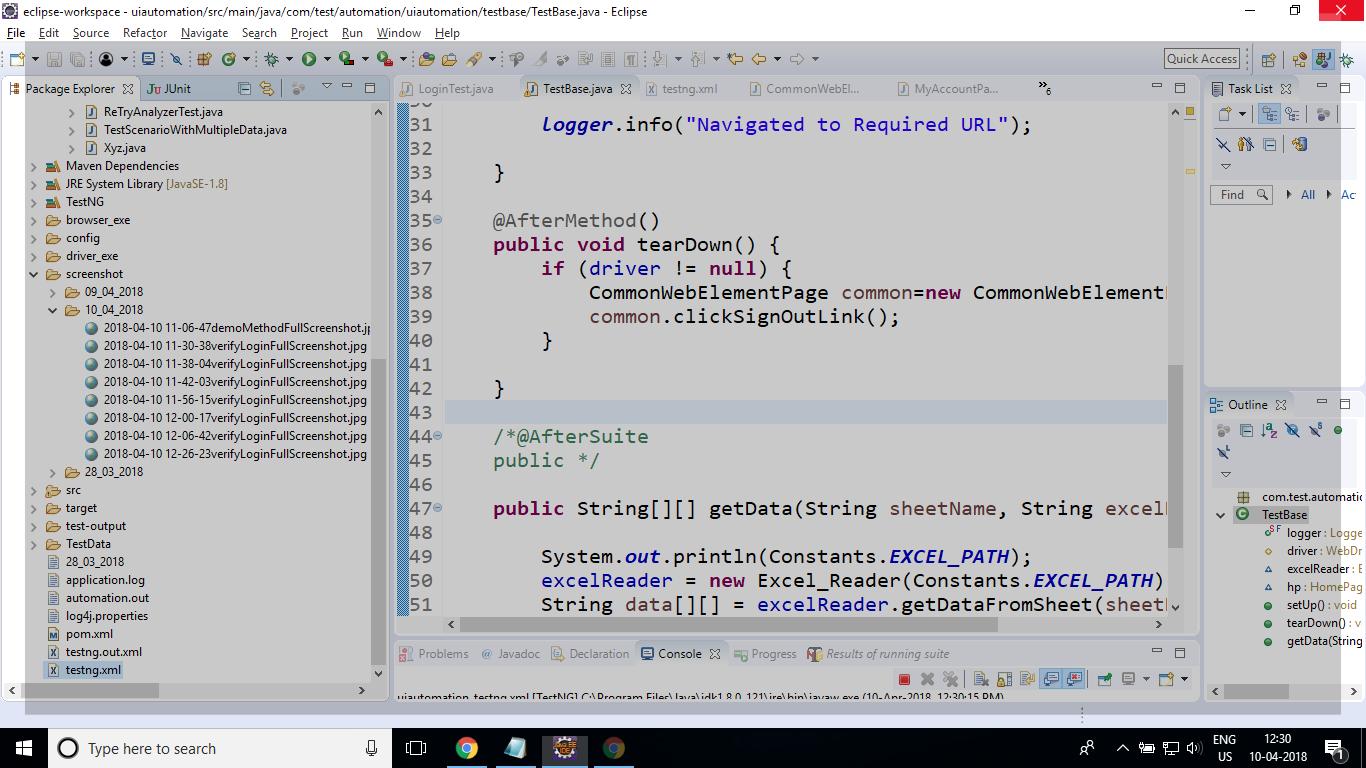 eclipse-workspace - uiautomation/src/main/java/com/test/automation/uiautomation/testbase/TestBase.java - Eclipse
File Edit Source Refactor Navigate Search Project Run Window Help
Quick Access
Package Explorer
JUnit
ReTryAnalyzerTest.java
TestScenarioWithMultipleData.java
Xyz.java
Maven Dependencies
JRE System Library [JavaSE-1.8]
TestNG
browser_exe
config
driver_exe
screenshot
09_04_2018
10_04_2018
2018-04-10 11-06-47demoMethodFullScreenshot.jp
2018-04-10 11-30-38verifyLoginFullScreenshot.jpg
2018-04-10 11-38-04verifyLoginFullScreenshot.jpg
2018-04-10 11-42-03verifyLoginFullScreenshot.jpg
2018-04-10 11-56-15verifyLoginFullScreenshot.jpg
2018-04-10 12-00-17verifyLoginFullScreenshot.jpg
2018-04-10 12-06-42verifyLoginFullScreenshot.jpg
2018-04-10 12-26-23verifyLoginFullScreenshot.jpg
28_03_2018
src
target
test-output
TestData
28_03_2018
application.log
automation.out
log4j.properties
pom.xml
testng.out.xml
testng.xml
LoginTest.java TestBase.java testng.xml CommonWebEl... MyAccountPa... »6
31 logger.info("Navigated to Required URL");
32
33 }
34
35 @AfterMethod()
36 public void tearDown() {
37 if (driver != null) {
38 CommonWebElementPage common=new CommonWebElement
39 common.clickSignOutLink();
40 }
41
42 }
43
44 /*@AfterSuite
45 public */
46
47 public String[][] getData(String sheetName, String excel
48
49 System.out.println(Constants.EXCEL_PATH);
50 excelReader = new Excel_Reader(Constants.EXCEL_PATH)
51 String data[][] = excelReader.getDataFromSheet(sheet
Problems @ Javadoc Declaration Console Progress Results of running suite
uiautomation_testng.xml [TestNG] C:\Program Files\Java\jdk1.8.0_121\jre\bin\javaw.exe (10-Apr-2018, 12:30:15 PM)
Task List
Find All Ac
Outline
com.test.automatic
TestBase
logger : Logge
driver : WebDr
excelReader : E
hp : HomePag
setUp() : void
tearDown() : v
getData(String
Type here to search
ENG
US
12:30
10-04-2018
1